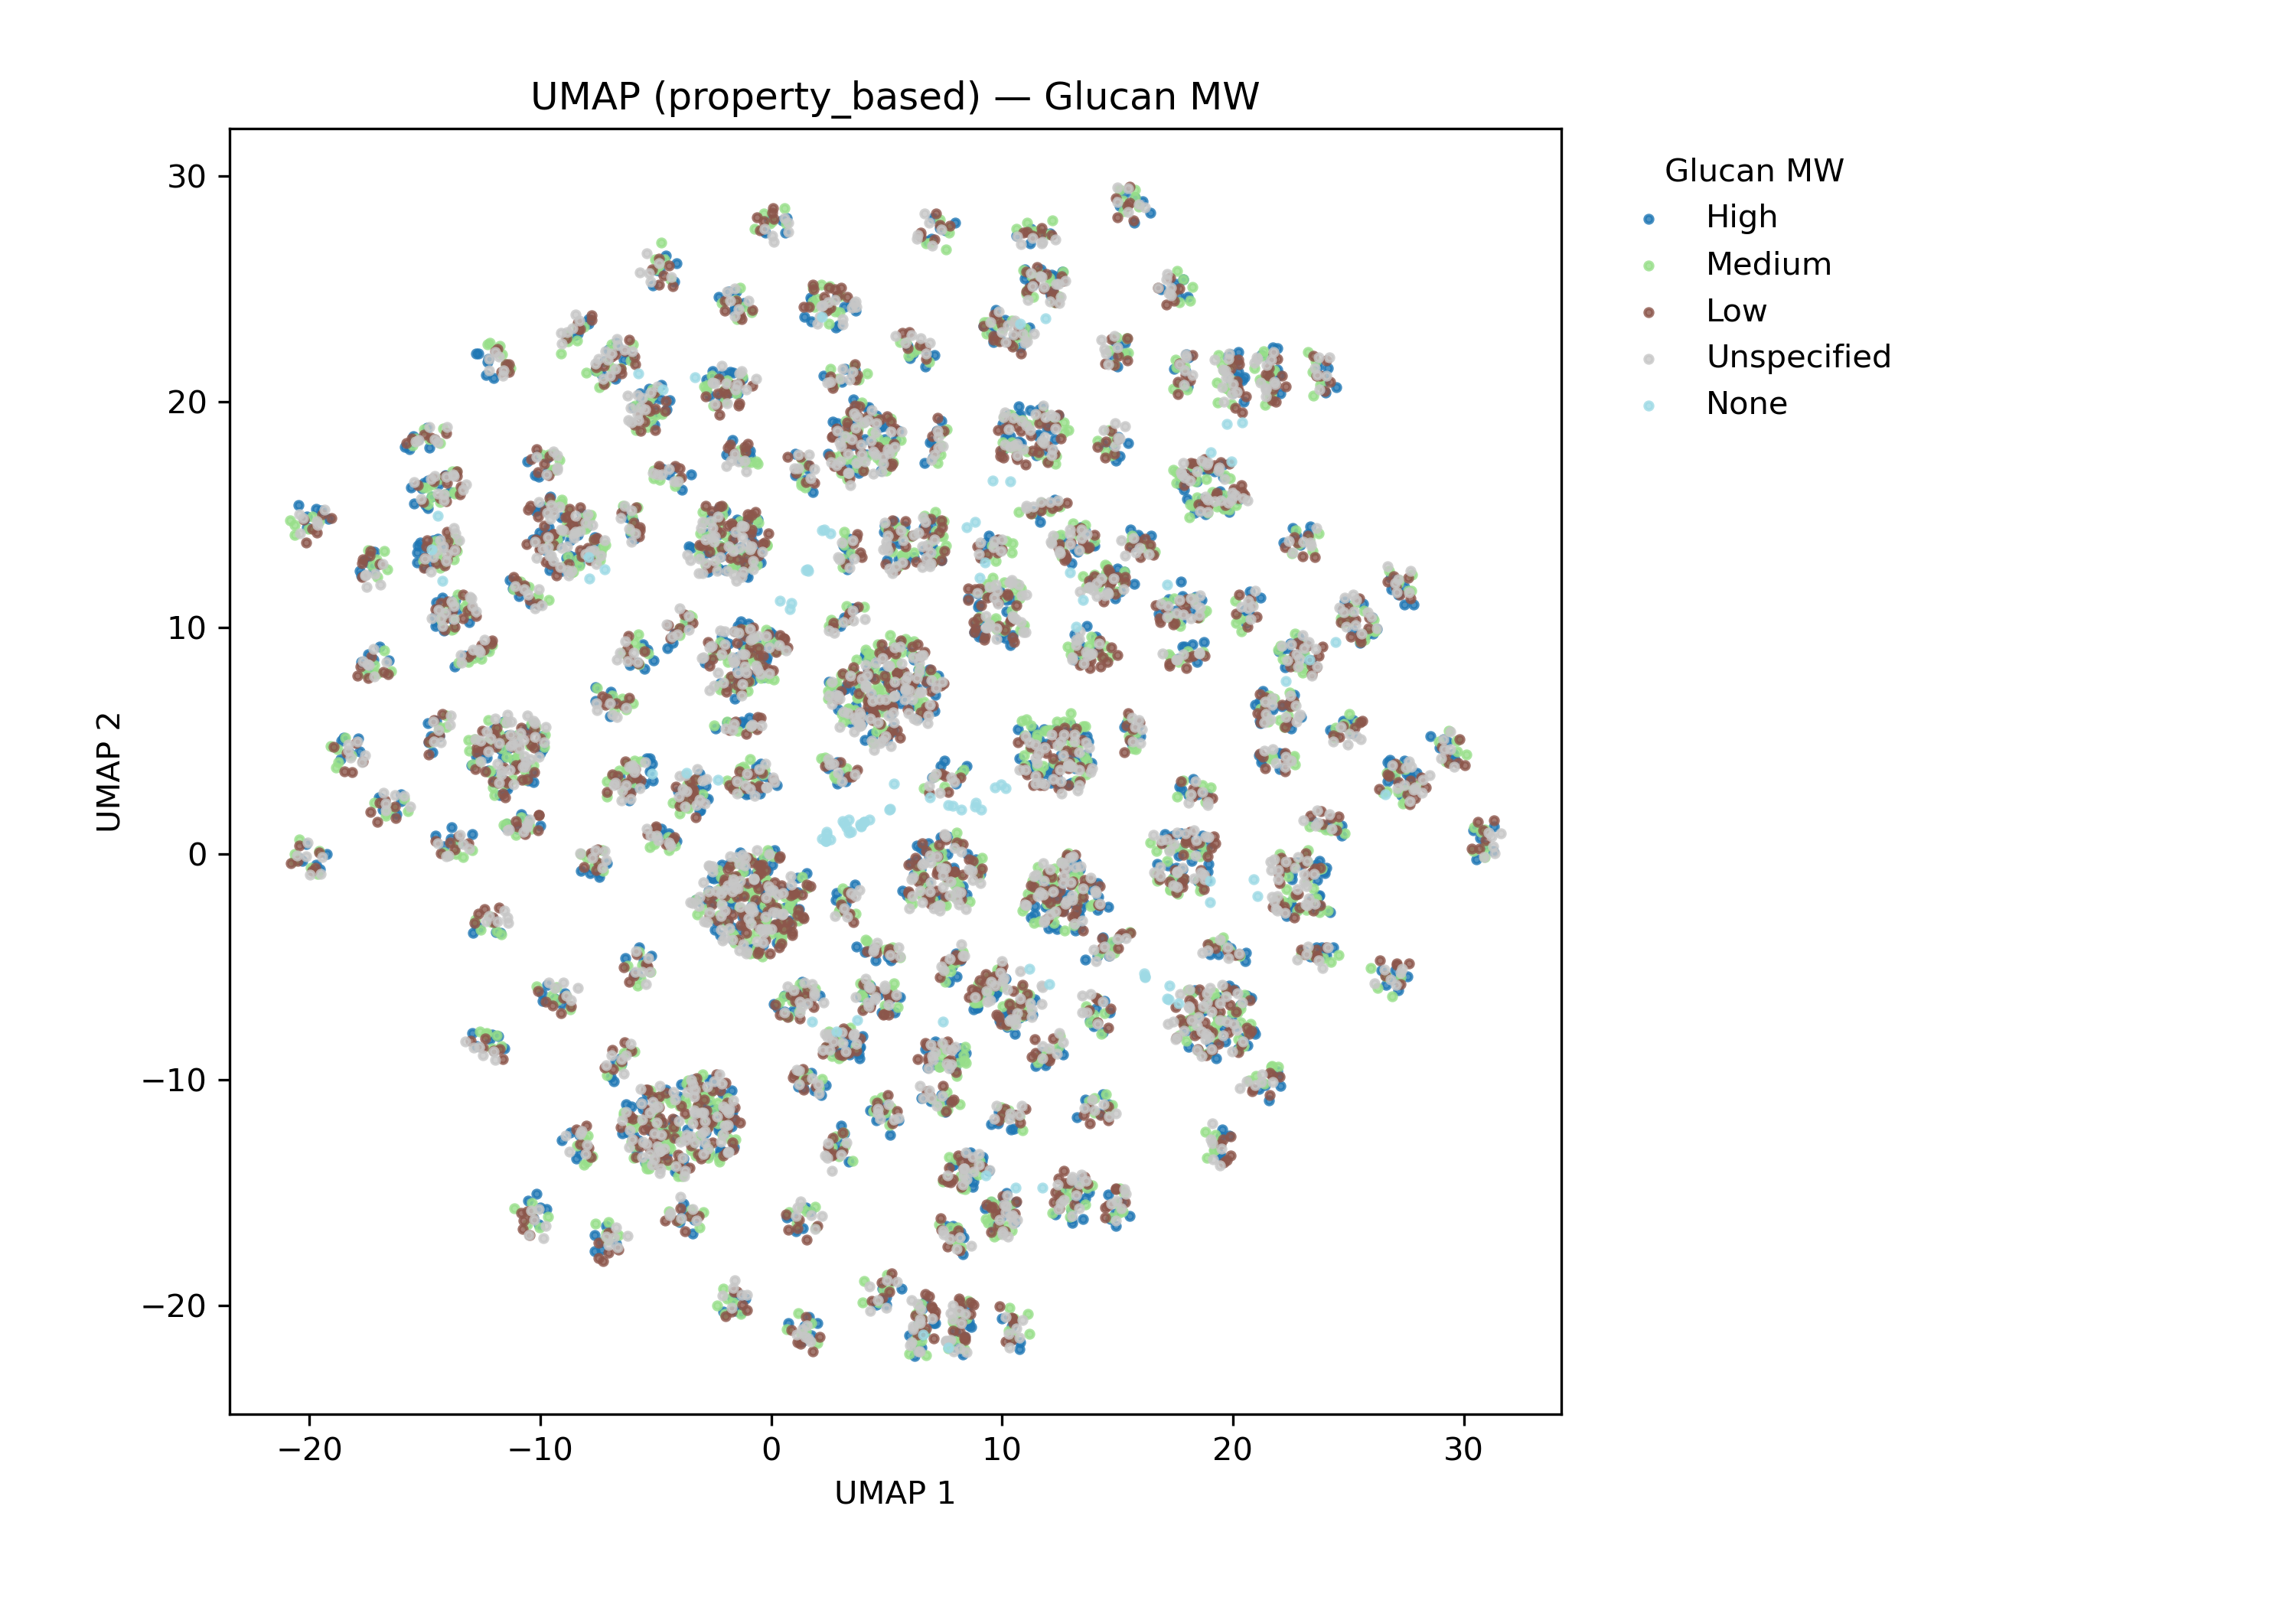 UMAP (property_based) — Glucan MW
Glucan MW
High
Medium
Low
Unspecified
None
30
20
10
0
−10
−20
UMAP 2
−20
−10
0
10
20
30
UMAP 1